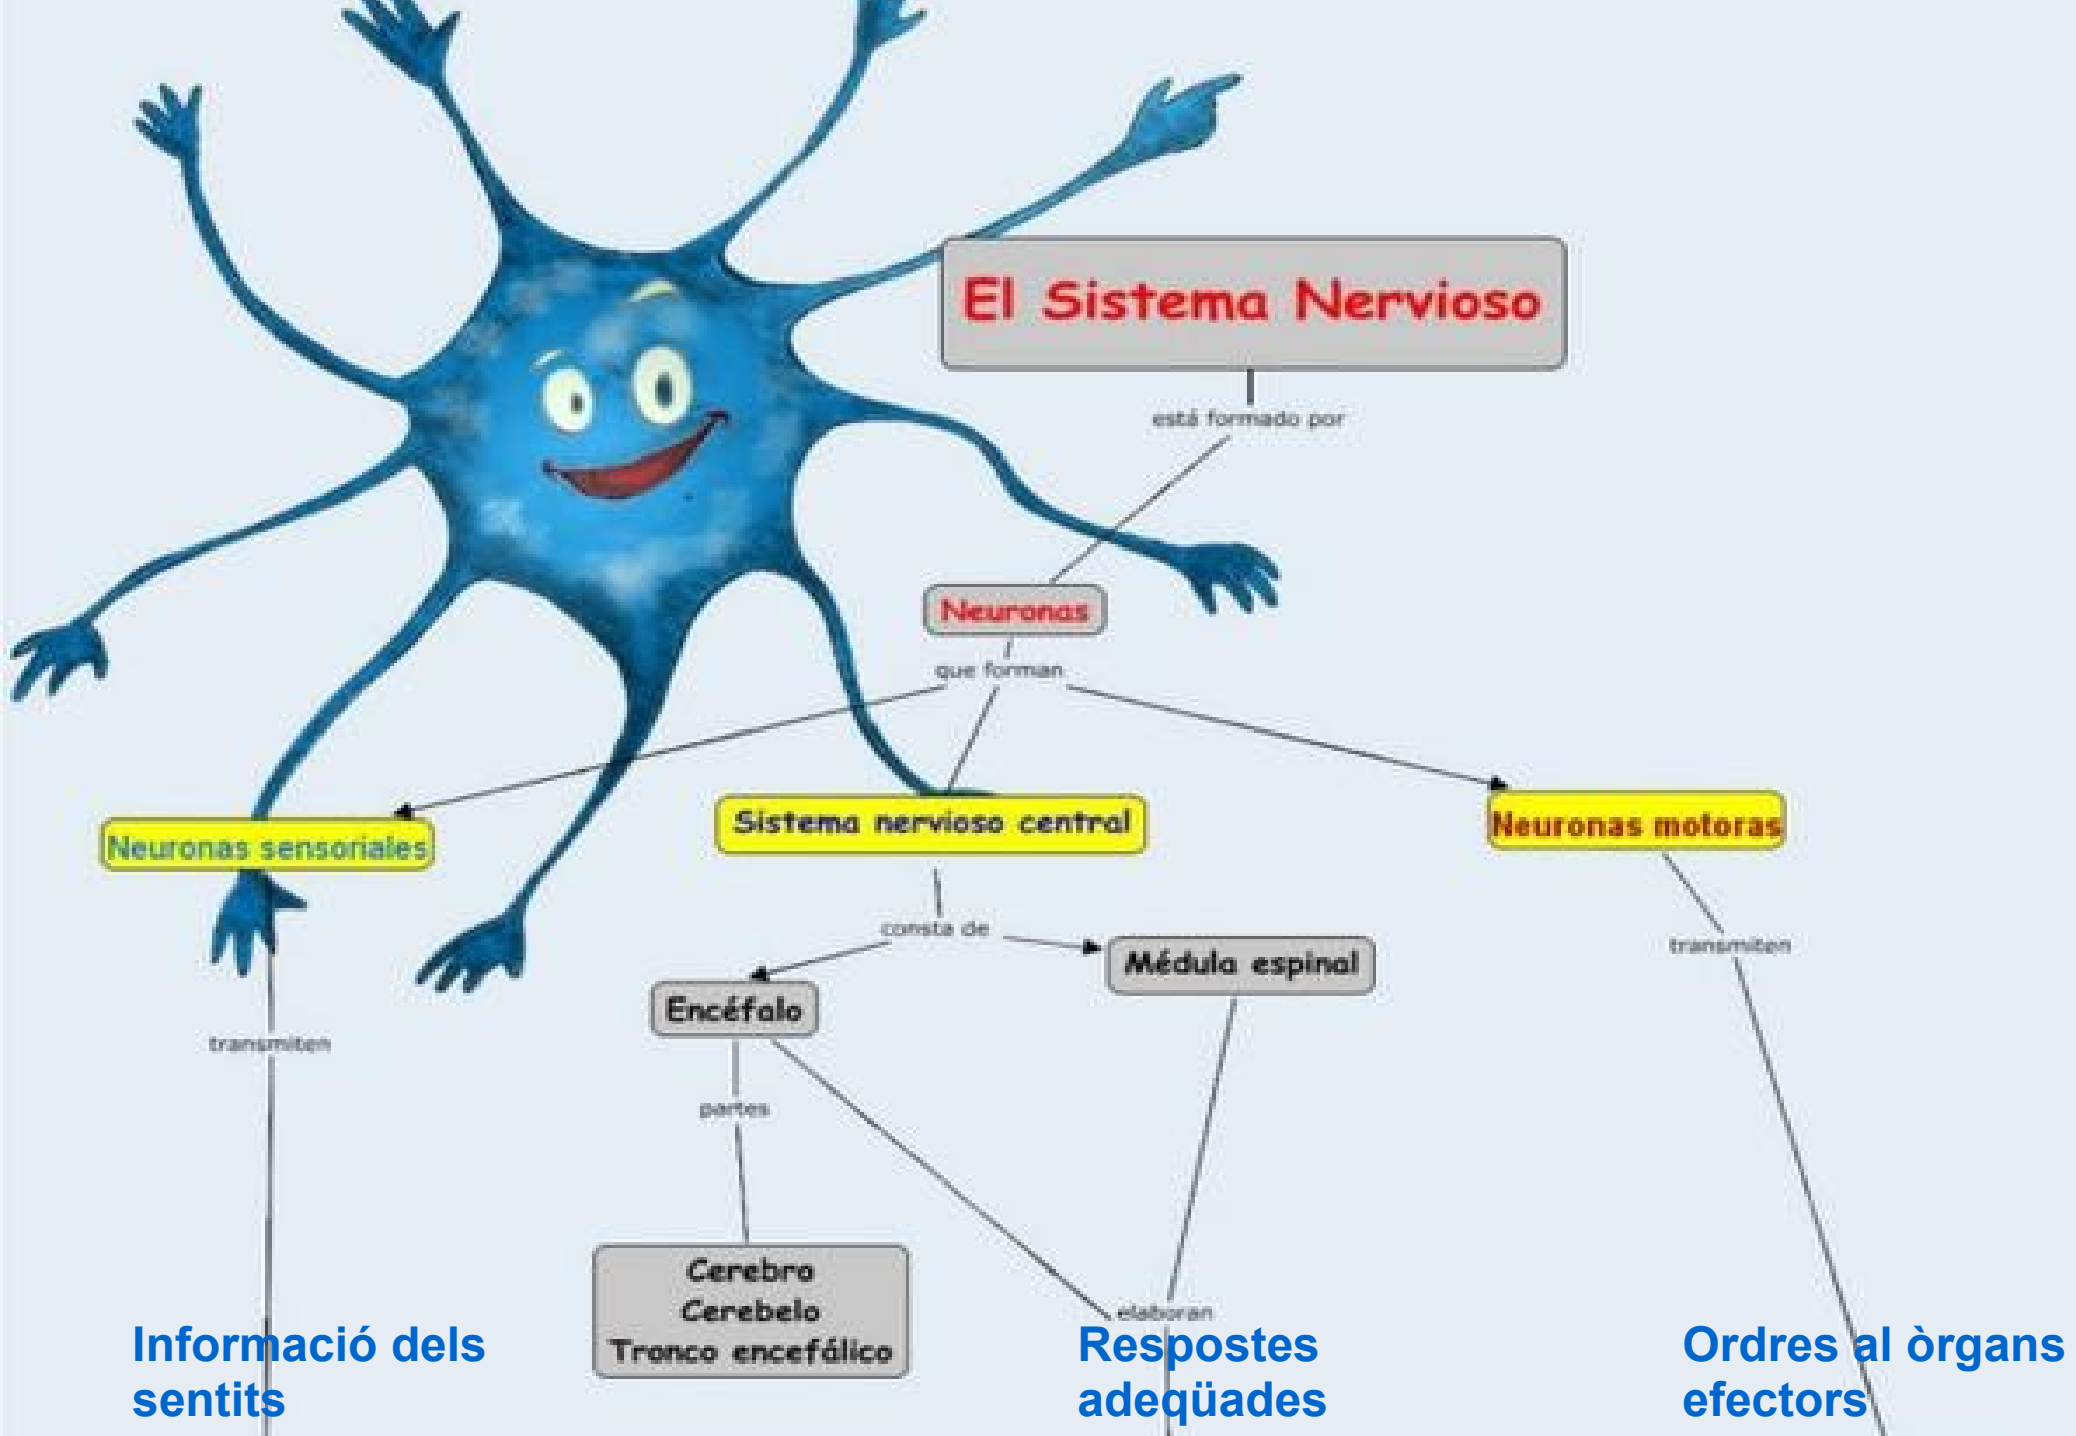 El Sistema Nervioso
está formado por
Neuronas
que forman
Neuronas sensoriales
Sistema nervioso central
Neuronas motoras
consta de
transmiten
Médula espinal
Encéfalo
transmiten
partes
Cerebro
Cerebelo
Tronco encefálico
elaboran
Informació dels
sentits
Respostes
adeqüades
Ordres al òrgans
efectors